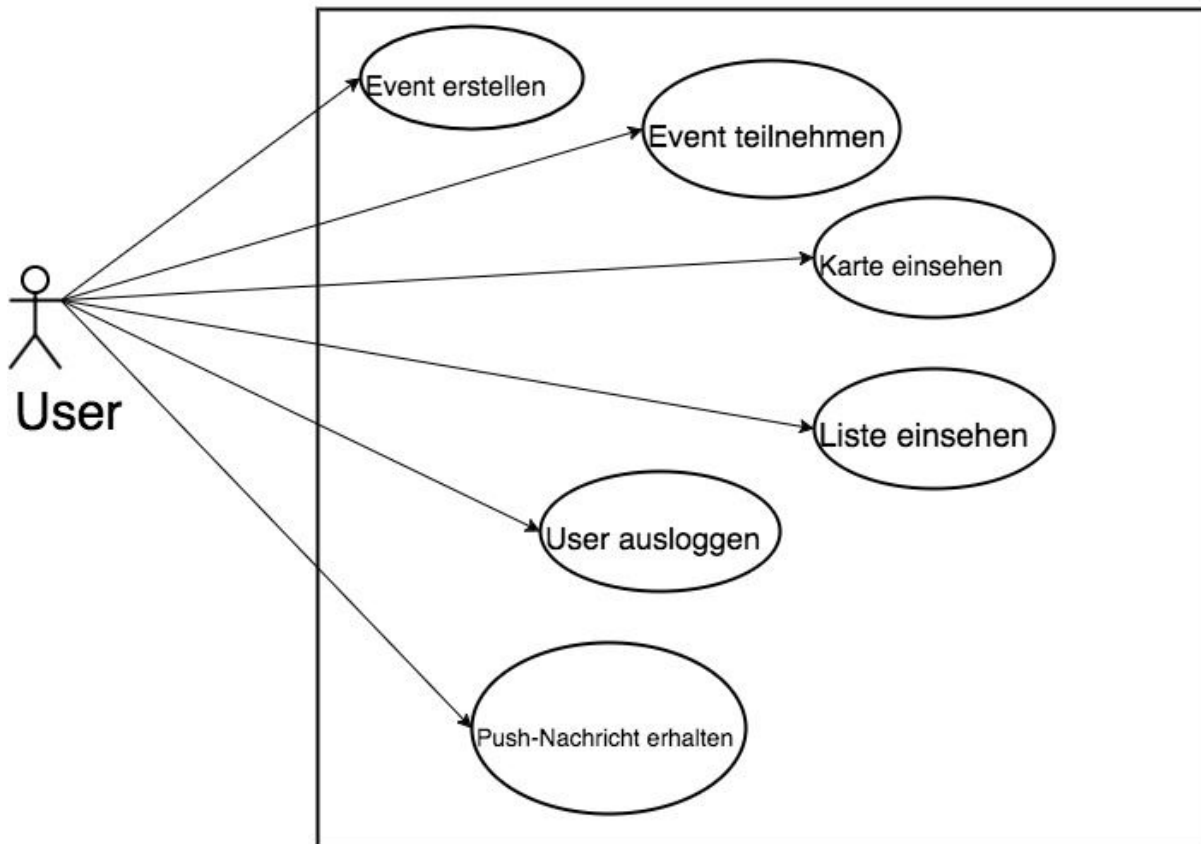 Event erstellen
Event teilnehmen
Karte einsehen
User
Liste einsehen
User ausloggen
Push-Nachricht erhalten